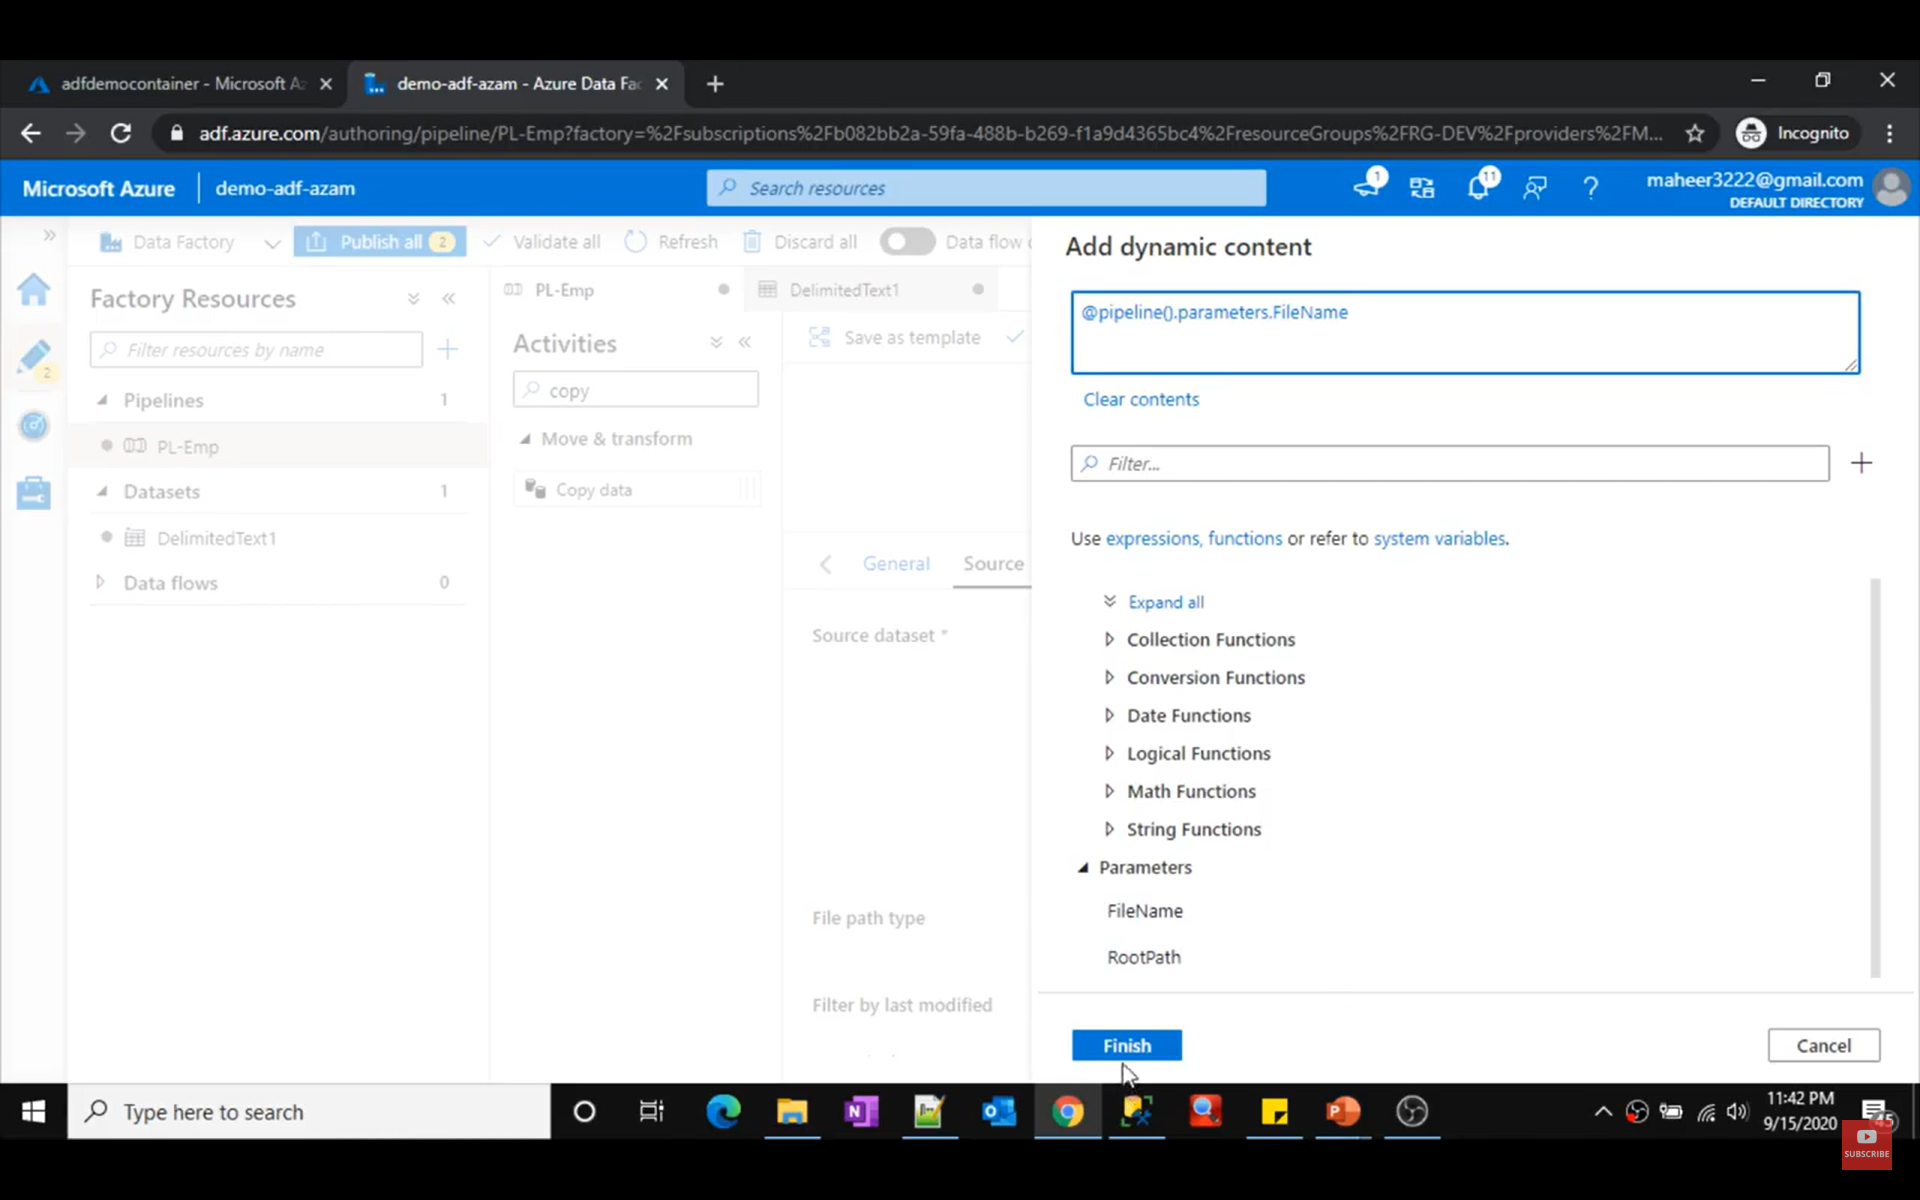 adfdemocontainer - Microsoft Az
demo-adf-azam - Azure Data Fac
adf.azure.com/authoring/pipeline/PL-Emp?factory=%2Fsubscriptions%2Fb082bb2a-59fa-488b-b269-f1a9d4365bc4%2FresourceGroups%2FRG-DEV%2Fproviders%2FM...
Incognito
Microsoft Azure
demo-adf-azam
Search resources
1
11
maheer3222@gmail.com
DEFAULT DIRECTORY
Data Factory
Publish all 2
Validate all
Refresh
Discard all
Data flow
Factory Resources
Filter resources by name
2
Pipelines 1
PL-Emp
Datasets 1
DelimitedText1
Data flows 0
PL-Emp
DelimitedText1
Activities
copy
Move & transform
Copy data
Save as template
General
Source
Source dataset *
File path type
Filter by last modified
Add dynamic content
@pipeline().parameters.FileName
Clear contents
Filter...
Use expressions, functions or refer to system variables.
Expand all
Collection Functions
Conversion Functions
Date Functions
Logical Functions
Math Functions
String Functions
Parameters
FileName
RootPath
Finish
Cancel
Type here to search
11:42 PM
9/15/2020
45
SUBSCRIBE